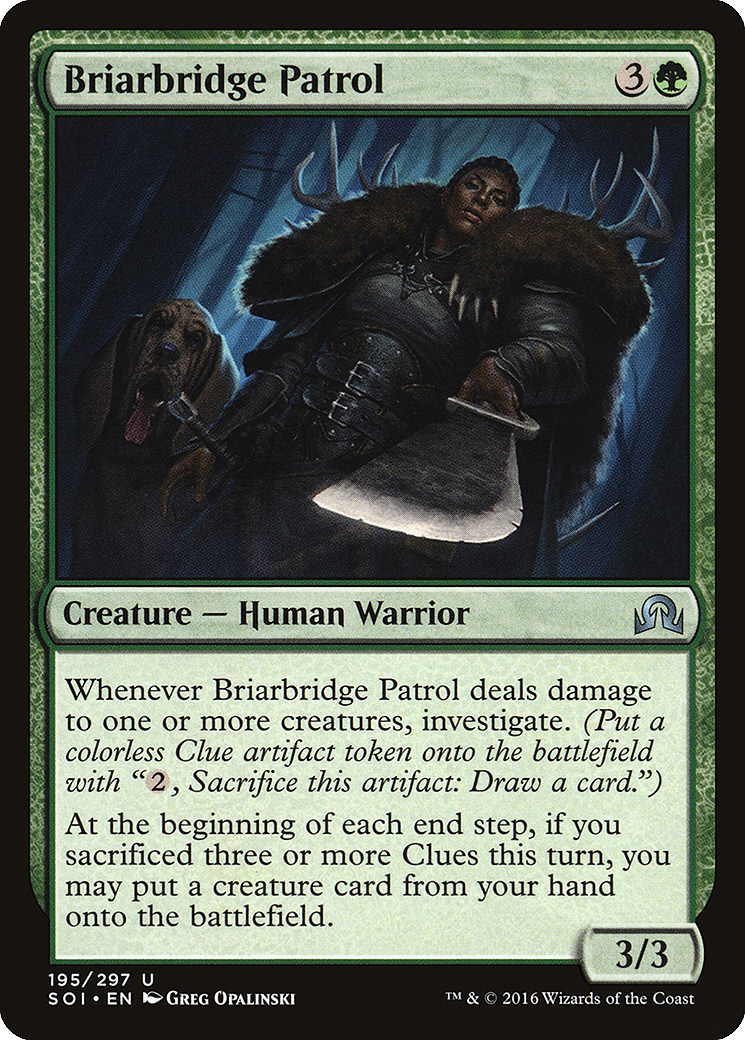 Briarbridge Patrol 3
Creature — Human Warrior
Whenever Briarbridge Patrol deals damage
to one or more creatures, investigate. (Put a
colorless Clue artifact token onto the battlefield
with “2, Sacrifice this artifact: Draw a card.”)
At the beginning of each end step, if you
sacrificed three or more Clues this turn, you
may put a creature card from your hand
onto the battlefield.
3/3
195/297 U
SOI • EN Greg Opalinski ™ & © 2016 Wizards of the Coast